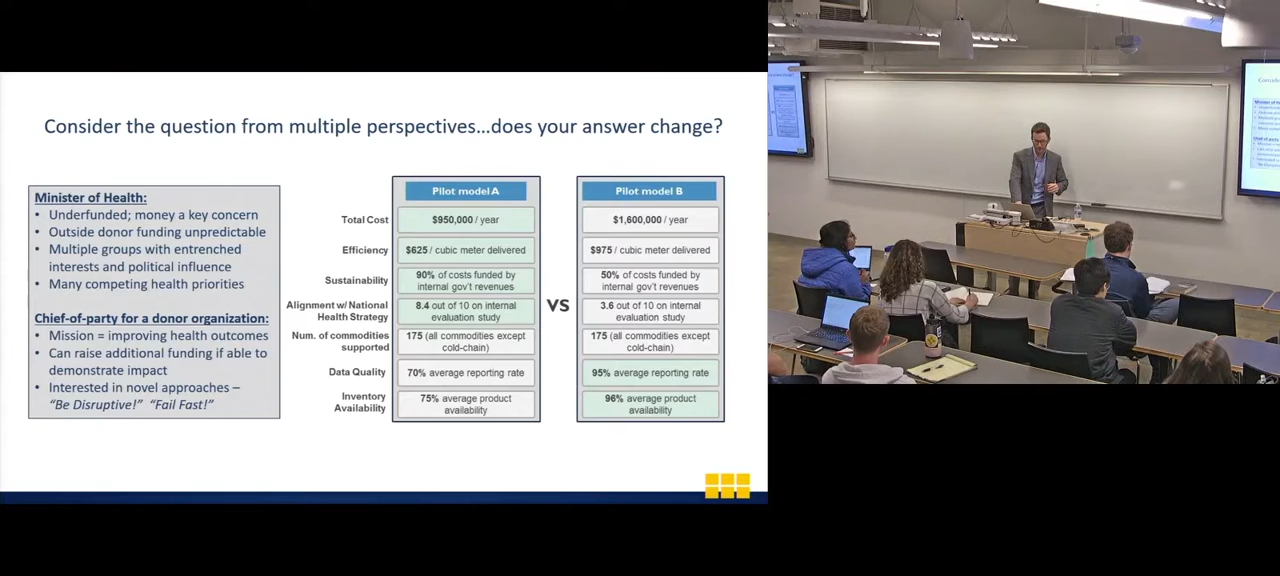 Consider the question from multiple perspectives…does your answer change?
Minister of Health:
• Underfunded; money a key concern
• Outside donor funding unpredictable
• Multiple groups with entrenched
interests and political influence
• Many competing health priorities
Chief-of-party for a donor organization:
• Mission = improving health outcomes
• Can raise additional funding if able to
demonstrate impact
• Interested in novel approaches –
"Be Disruptive!" "Fail Fast!"
Pilot model A
Pilot model B
Total Cost
$950,000 / year
$1,600,000 / year
Efficiency
$625 / cubic meter delivered
$975 / cubic meter delivered
Sustainability
90% of costs funded by
internal gov't revenues
50% of costs funded by
internal gov't revenues
Alignment w/ National
Health Strategy
8.4 out of 10 on internal
evaluation study
VS
3.6 out of 10 on internal
evaluation study
Num. of commodities
supported
175 (all commodities except
cold-chain)
175 (all commodities except
cold-chain)
Data Quality
70% average reporting rate
95% average reporting rate
Inventory
Availability
75% average product
availability
96% average product
availability